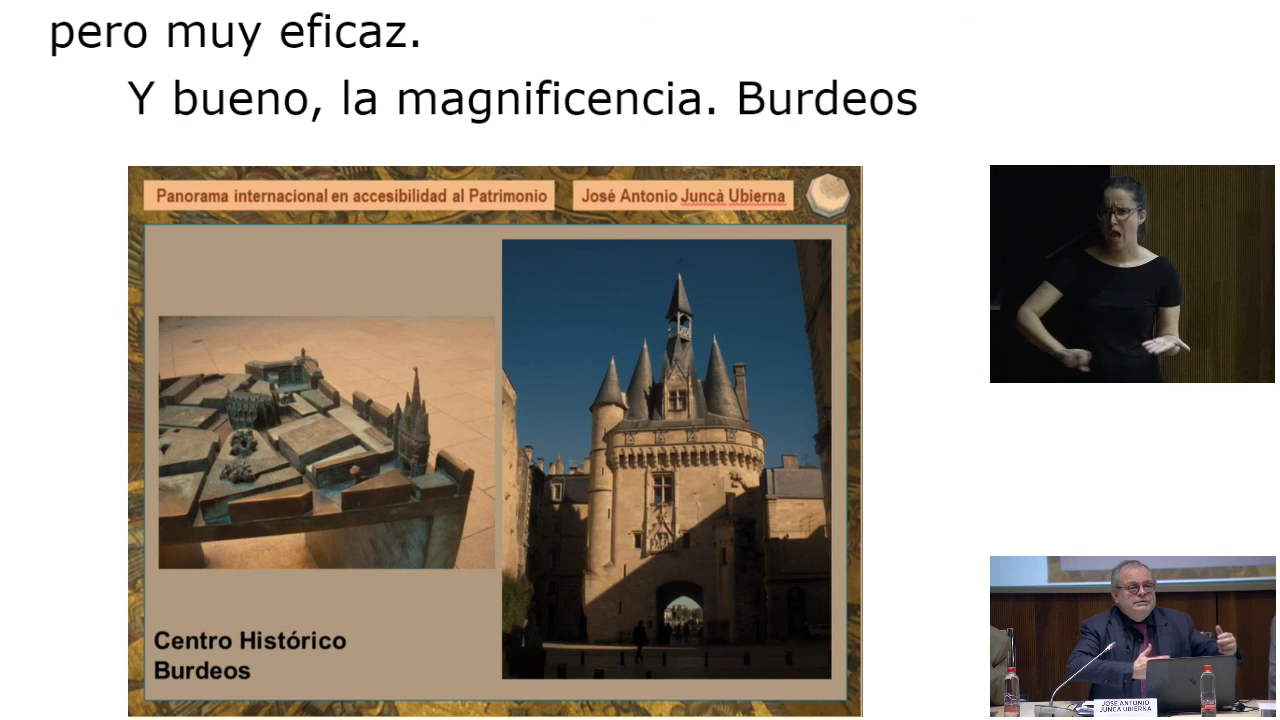 pero muy eficaz.
Y bueno, la magnificencia. Burdeos
Panorama internacional en accesibilidad al Patrimonio
José Antonio Juncà Ubierna
Centro Histórico
Burdeos
JOSÉ ANTONIO
JUNCÁ UBIERNA